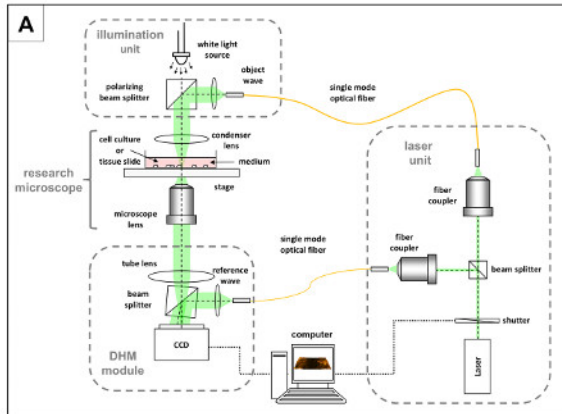 A
illumination
unit
white light
source
object
wave
polarizing
beam splitter
single mode
optical fiber
condenser
lens
cell culture
or
tissue slide
medium
research
microscope
stage
microscope
lens
laser
unit
fiber
coupler
fiber
coupler
single mode
optical fiber
beam splitter
tube lens
reference
wave
beam
splitter
shutter
computer
CCD
Laser
DHM
module